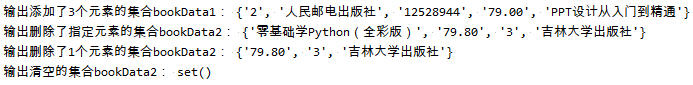 输出添加了3个元素的集合bookData1： {'2', '人民邮电出版社', '12528944', '79.00', 'PPT设计从入门到精通'}
输出删除了指定元素的集合bookData2： {'零基础学Python（全彩版）', '79.80', '3', '吉林大学出版社'}
输出删除了1个元素的集合bookData2： {'79.80', '3', '吉林大学出版社'}
输出清空的集合bookData2： set()